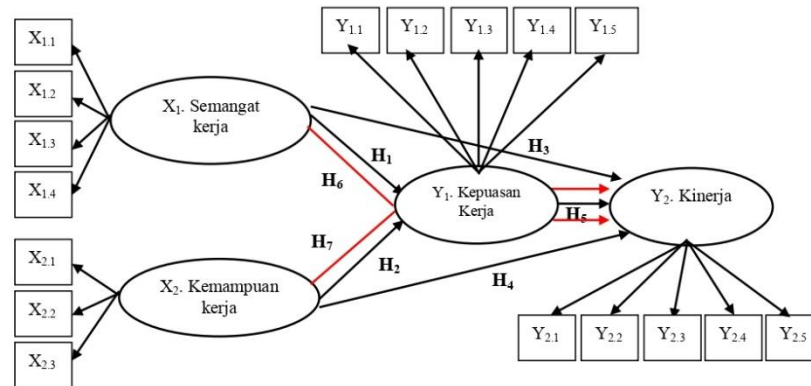 Y1.1 Y1.2 Y1.3 Y1.4 Y1.5
X1.1
X1.2
X1.3
X1.4
X1. Semangat
kerja
H1
H3
H6
Y1. Kepuasan
Kerja
H5
Y2. Kinerja
H7
H2
H4
X2.1
X2.2
X2.3
X2. Kemampuan
kerja
Y2.1 Y2.2 Y2.3 Y2.4 Y2.5